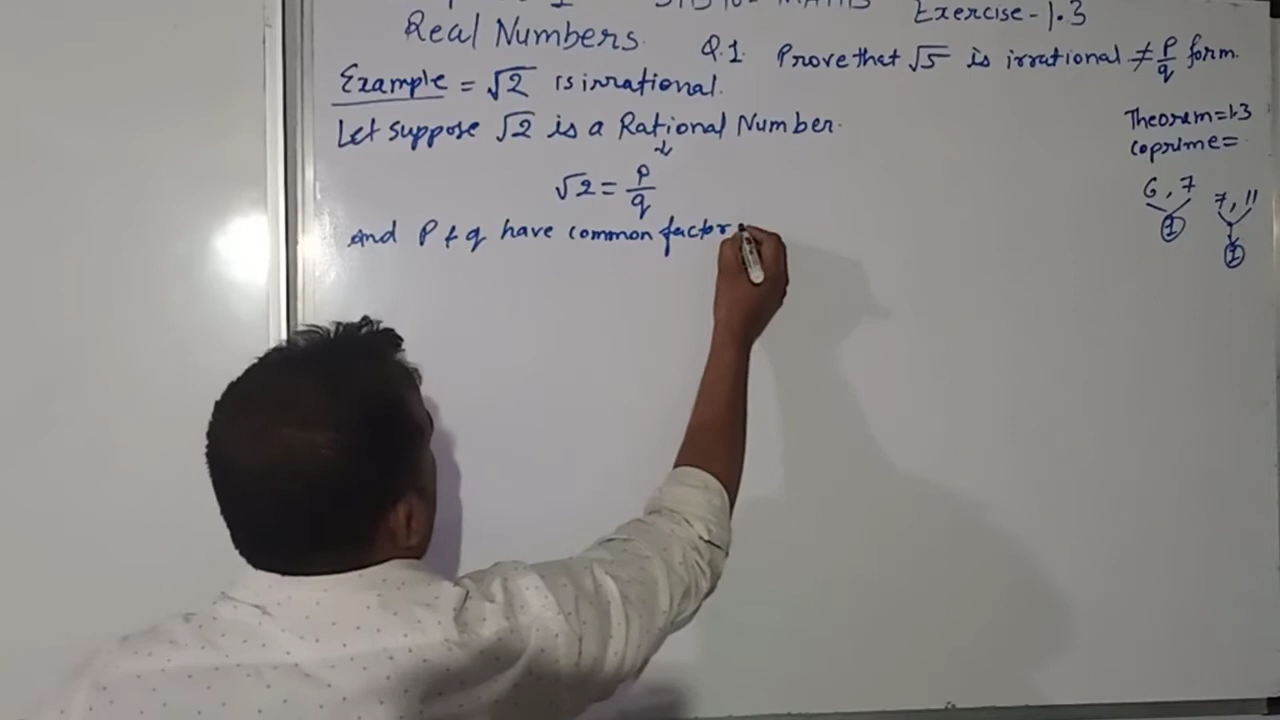 MATHS Exercise-1.3
Real Numbers.
Q.1. Prove that √5 is irrational ≠ p/q form.
Example = √2 is irrational.
Let suppose √2 is a Rational Number.
√2 = p/q
and P & q have common factor
Theorem=1.3
coprime=
6, 7
1
7, 11
1